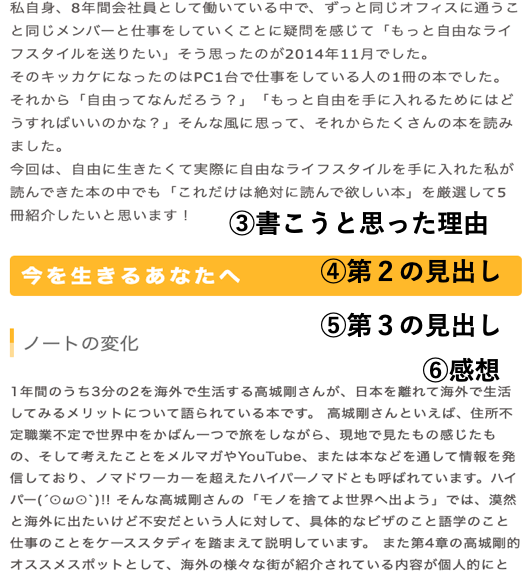 私自身、8年間会社員として働いている中で、ずっと同じオフィスに通うこ
と同じメンバーと仕事をしていくことに疑問を感じて「もっと自由なライ
フスタイルを送りたい」そう思ったのが2014年11月でした。
そのキッカケになったのはPC1台で仕事をしている人の1冊の本でした。
それから「自由ってなんだろう？」「もっと自由を手に入れるためにはど
うすればいいのかな？」そんな風に思って、それからたくさんの本を読み
ました。
今回は、自由に生きたくて実際に自由なライフスタイルを手に入れた私が
読んできた本の中でも「これだけは絶対に読んで欲しい本」を厳選して5
冊紹介したいと思います！
③書こうと思った理由
今を生きるあなたへ
④第２の見出し
⑤第３の見出し
ノートの変化
⑥感想
1年間のうち3分の2を海外で生活する高城剛さんが、日本を離れて海外で生活
してみるメリットについて語られている本です。 高城剛さんといえば、住所不
定職業不定で世界中をかばん一つで旅をしながら、現地で見たもの感じたも
の、そして考えたことをメルマガやYouTube、または本などを通して情報を発
信しており、ノマドワーカーを超えたハイパーノマドとも呼ばれています。ハイ
パー(´⊙ω⊙`)!! そんな高城剛さんの「モノを捨てよ世界へ出よう」では、漠然
と海外に出たいけど不安だという人に対して、具体的なビザのこと語学のこと
仕事のことをケーススタディを踏まえて説明しています。 また第4章の高城剛的
オススメスポットとして、海外の様々な街が紹介されている内容が個人的にと